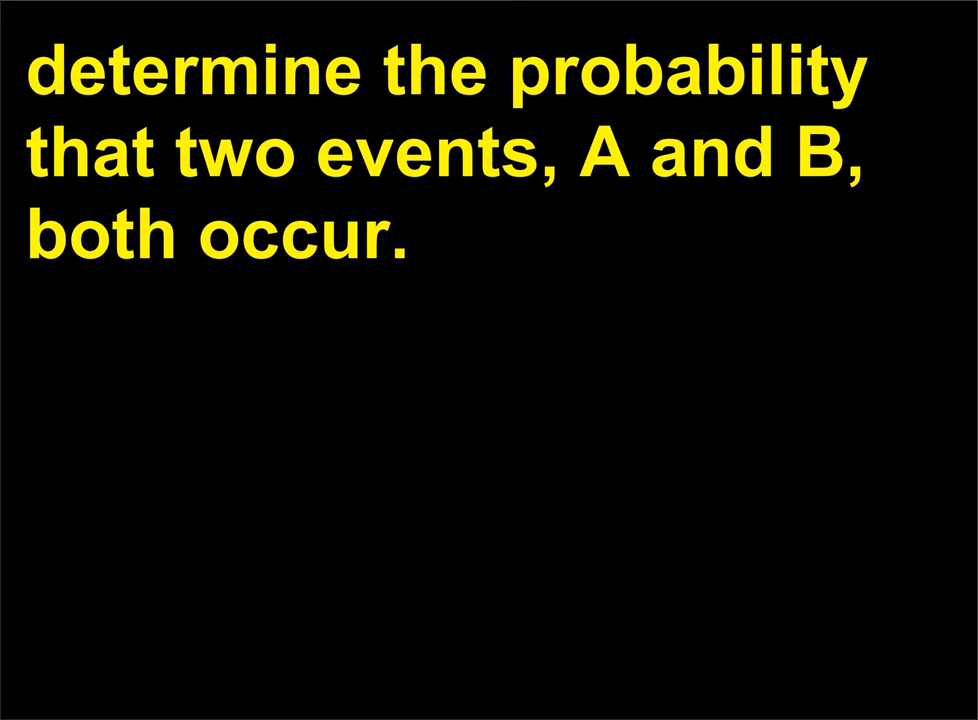 determine the probability
that two events, A and B,
both occur.